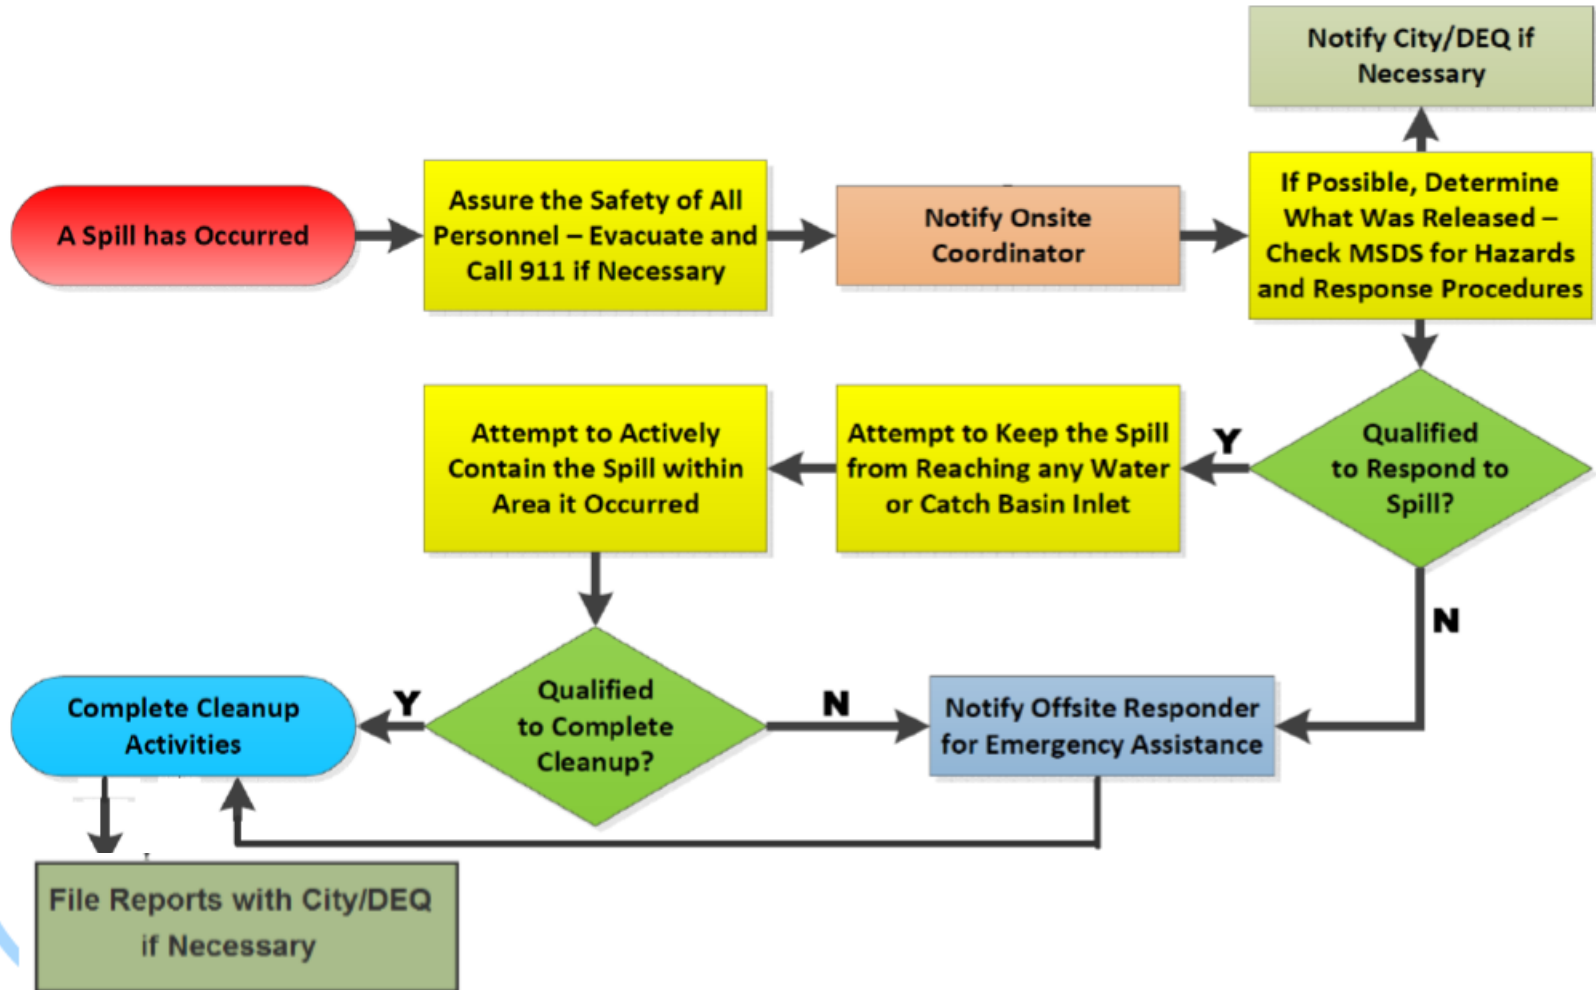 Notify City/DEQ if
Necessary
A Spill has Occurred
Assure the Safety of All
Personnel – Evacuate and
Call 911 if Necessary
Notify Onsite
Coordinator
If Possible, Determine
What Was Released –
Check MSDS for Hazards
and Response Procedures
Qualified
to Respond to
Spill?
Y
N
Attempt to Keep the Spill
from Reaching any Water
or Catch Basin Inlet
Attempt to Actively
Contain the Spill within
Area it Occurred
Qualified
to Complete
Cleanup?
Y
N
Notify Offsite Responder
for Emergency Assistance
Complete Cleanup
Activities
File Reports with City/DEQ
if Necessary